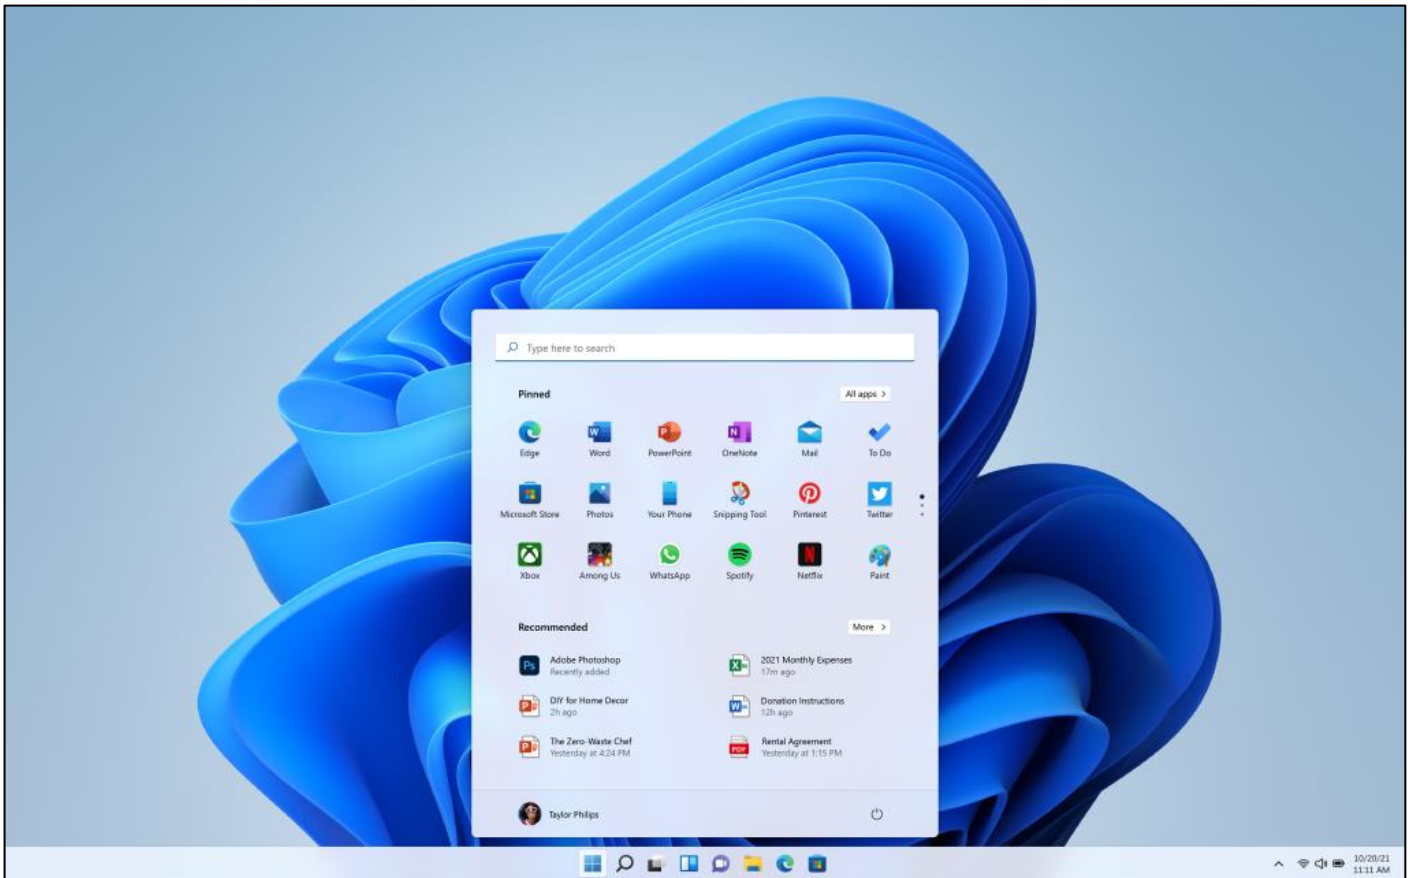 Type here to search
Pinned
All apps >
Edge
Word
PowerPoint
OneNote
Mail
To Do
Microsoft Store
Photos
Your Phone
Snipping Tool
Pinterest
Twitter
Xbox
Among Us
WhatsApp
Spotify
Netflix
Paint
Recommended
More >
Adobe Photoshop
Recently added
2021 Monthly Expenses
17m ago
DIY for Home Decor
2h ago
Donation Instructions
12h ago
The Zero-Waste Chef
Yesterday at 4:24 PM
Rental Agreement
Yesterday at 1:15 PM
Taylor Philips
10/20/21
11:11 AM